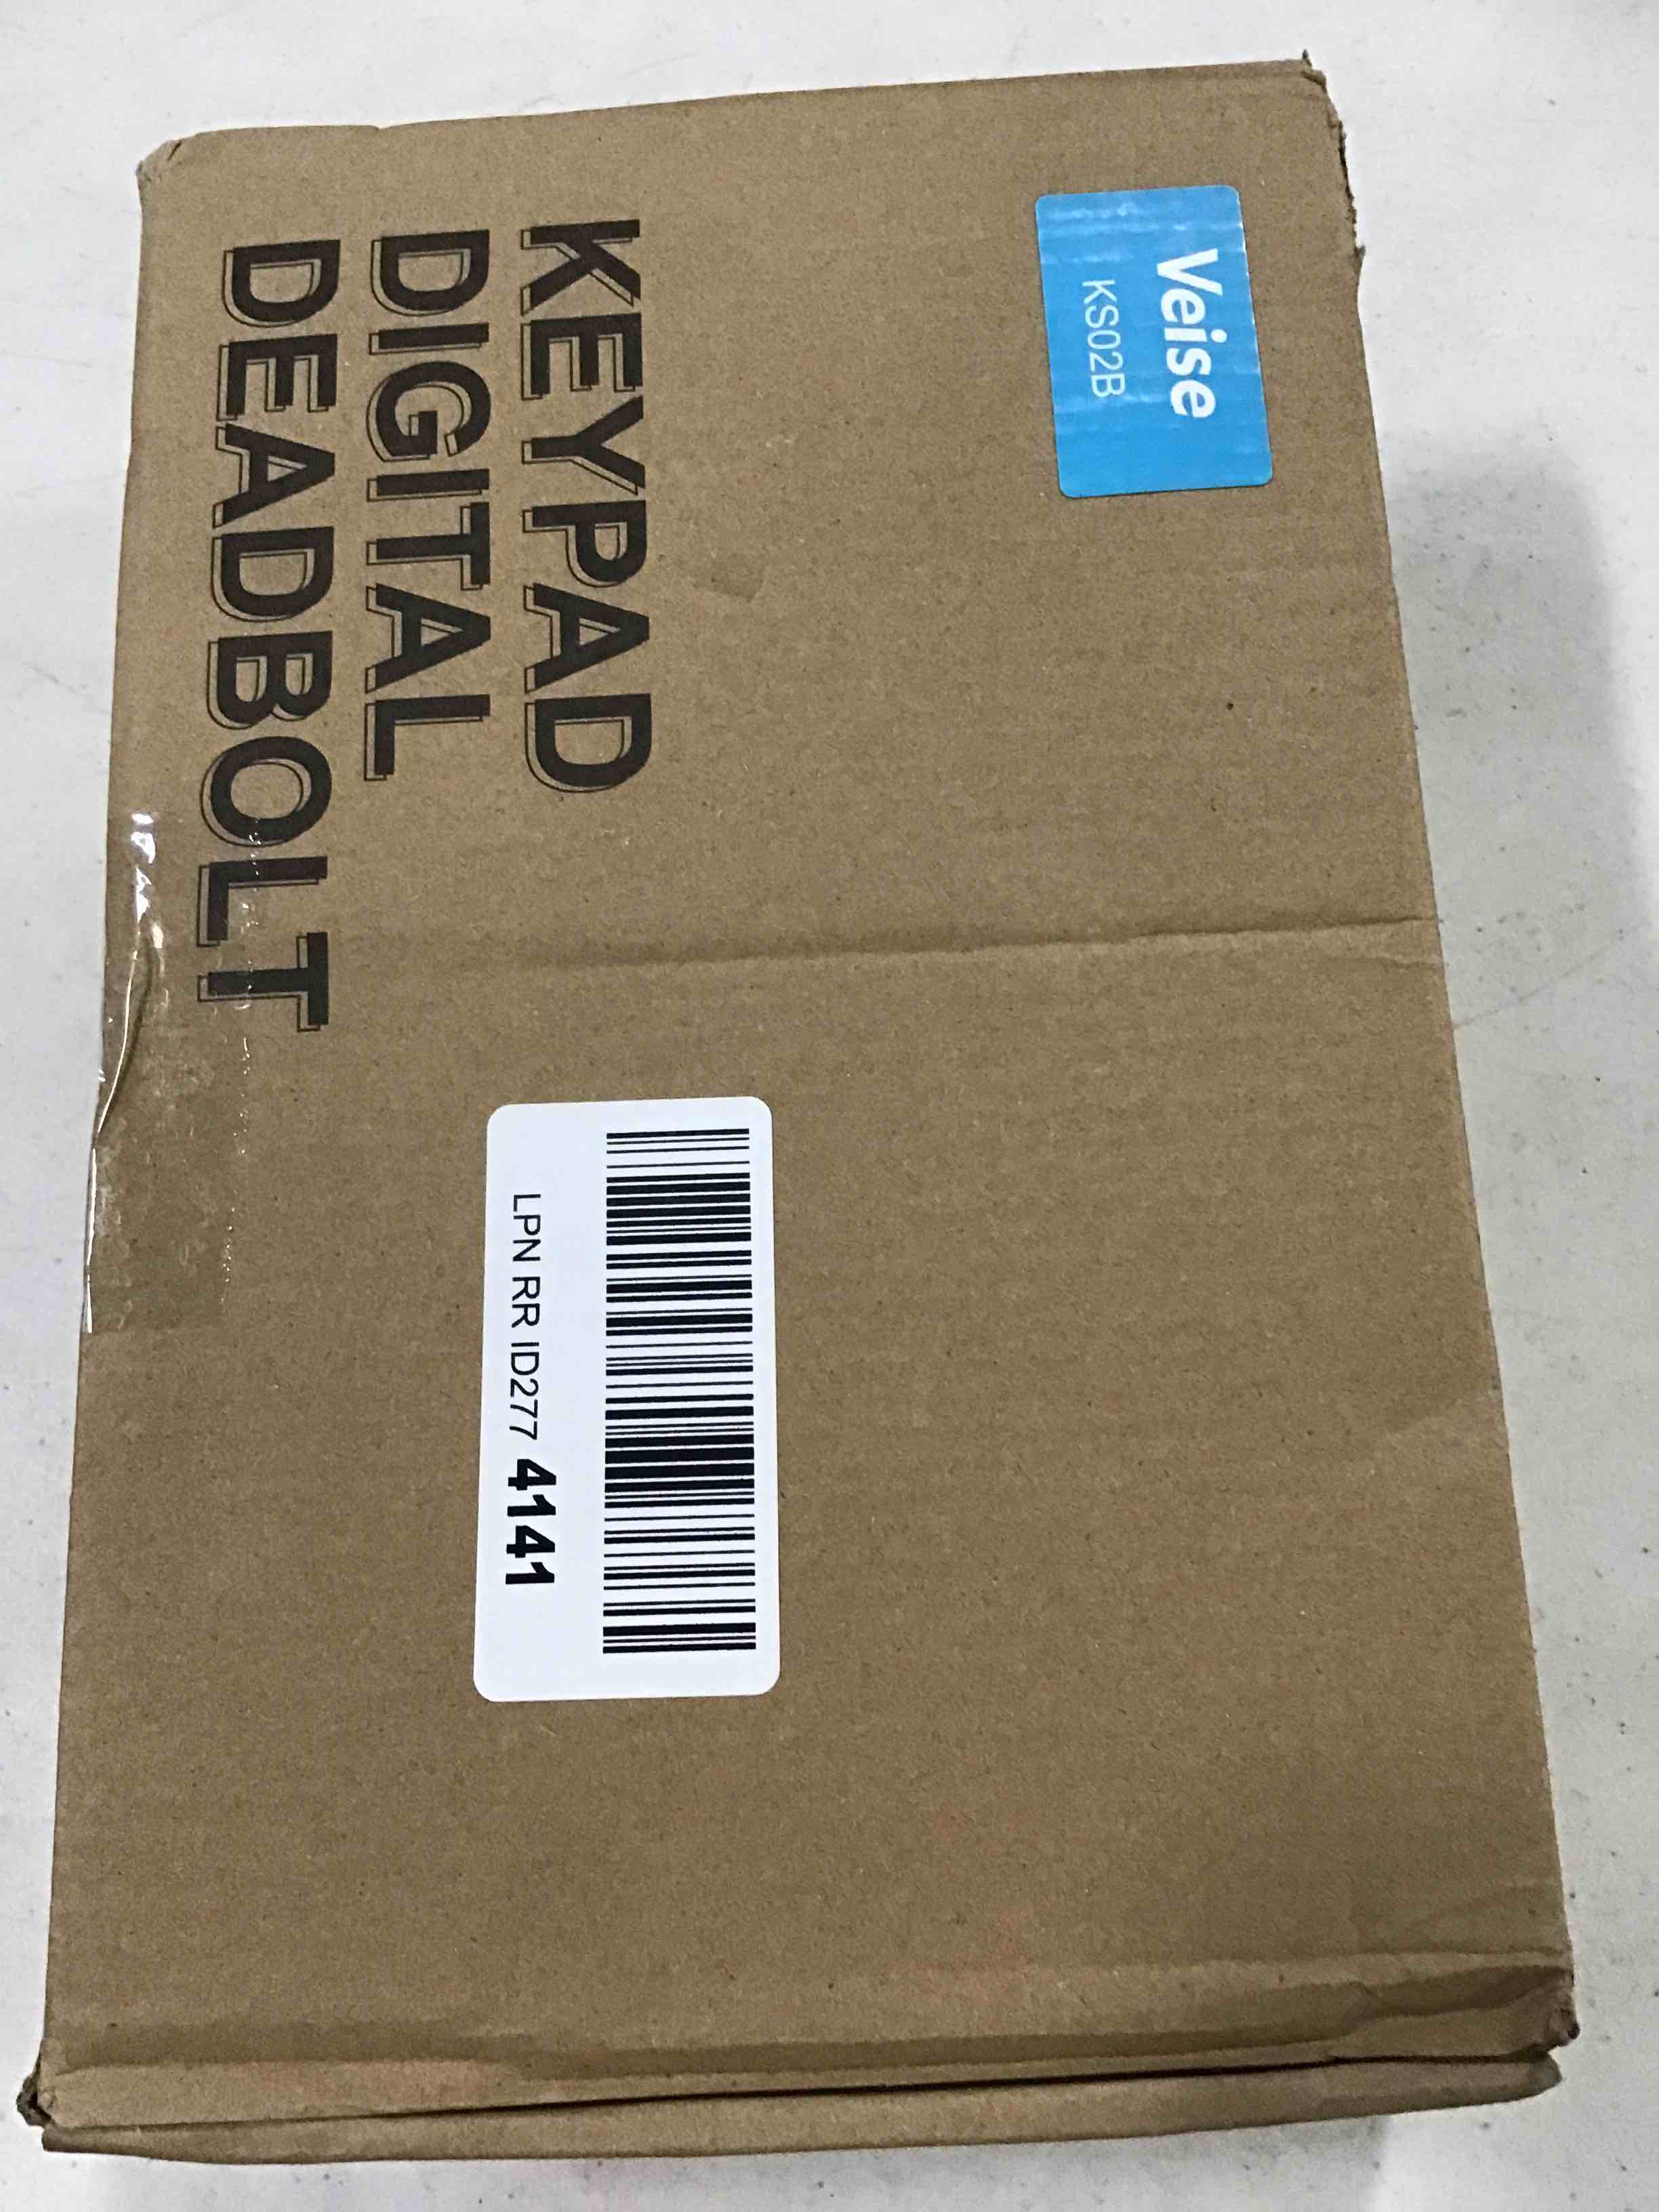 Veise
KS02B
KEYPAD
DIGITAL
DEADBOLT
LPN RR ID277 4141